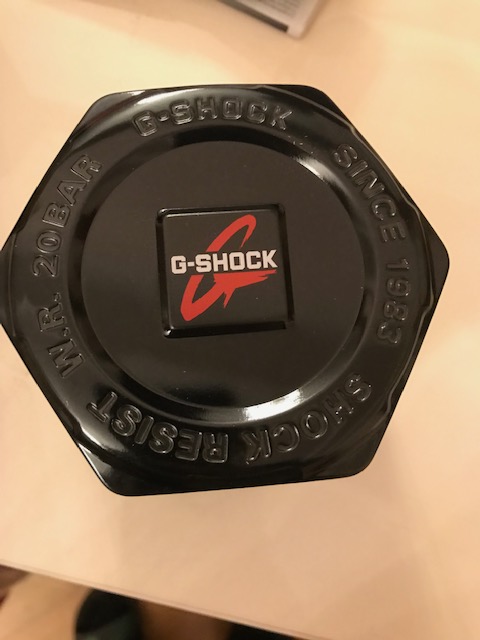 G-SHOCK
SINCE 1983
SHOCK RESIST
W.R. 20BAR
G-SHOCK